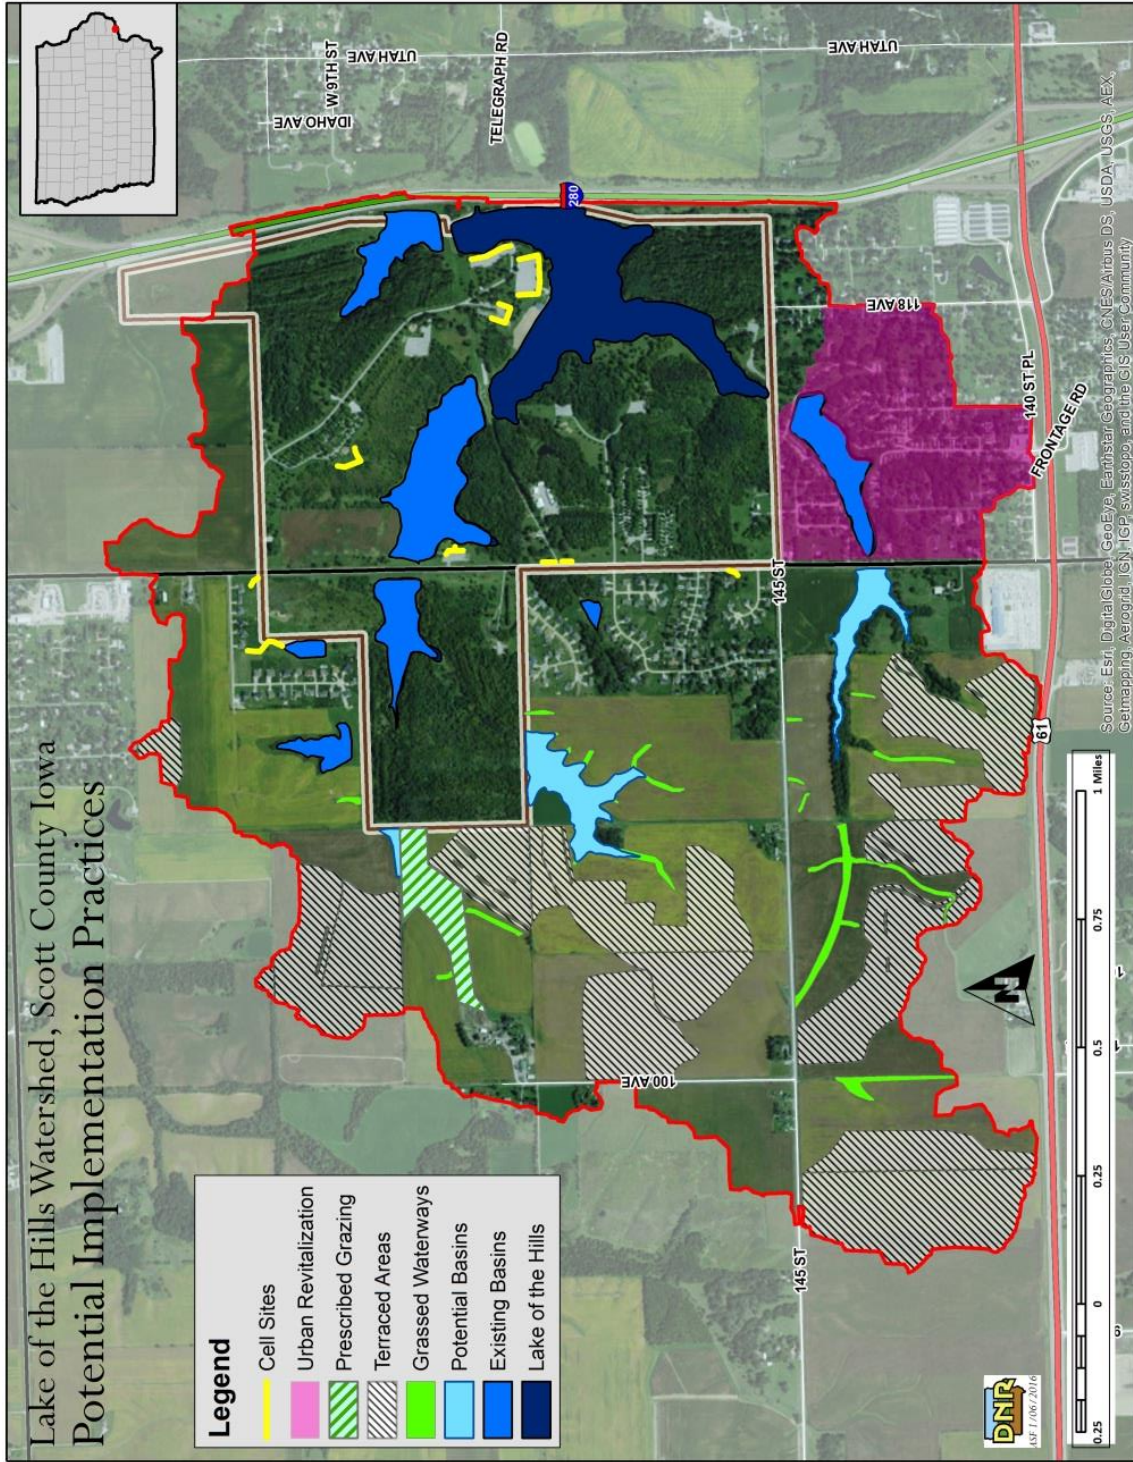 Lake of the Hills Watershed, Scott County Iowa
Potential Implementation Practices
Legend
Cell Sites
Urban Revitalization
Prescribed Grazing
Terraced Areas
Grassed Waterways
Potential Basins
Existing Basins
Lake of the Hills
IDAHO AVE
W 9TH ST
UTAH AVE
TELEGRAPH RD
UTAH AVE
280
118 AVE
140 ST PL
FRONTAGE RD
145 ST
61
100 AVE
145 ST
N
0.25
0
0.25
0.5
0.75
1 Miles
DNR
ASF 1/06/2016
Source: Esri, DigitalGlobe, GeoEye, Earthstar Geographics, CNES/Airbus DS, USDA, USGS, AEX,
Getmapping, Aerogrid, IGN, IGP, swisstopo, and the GIS User Community